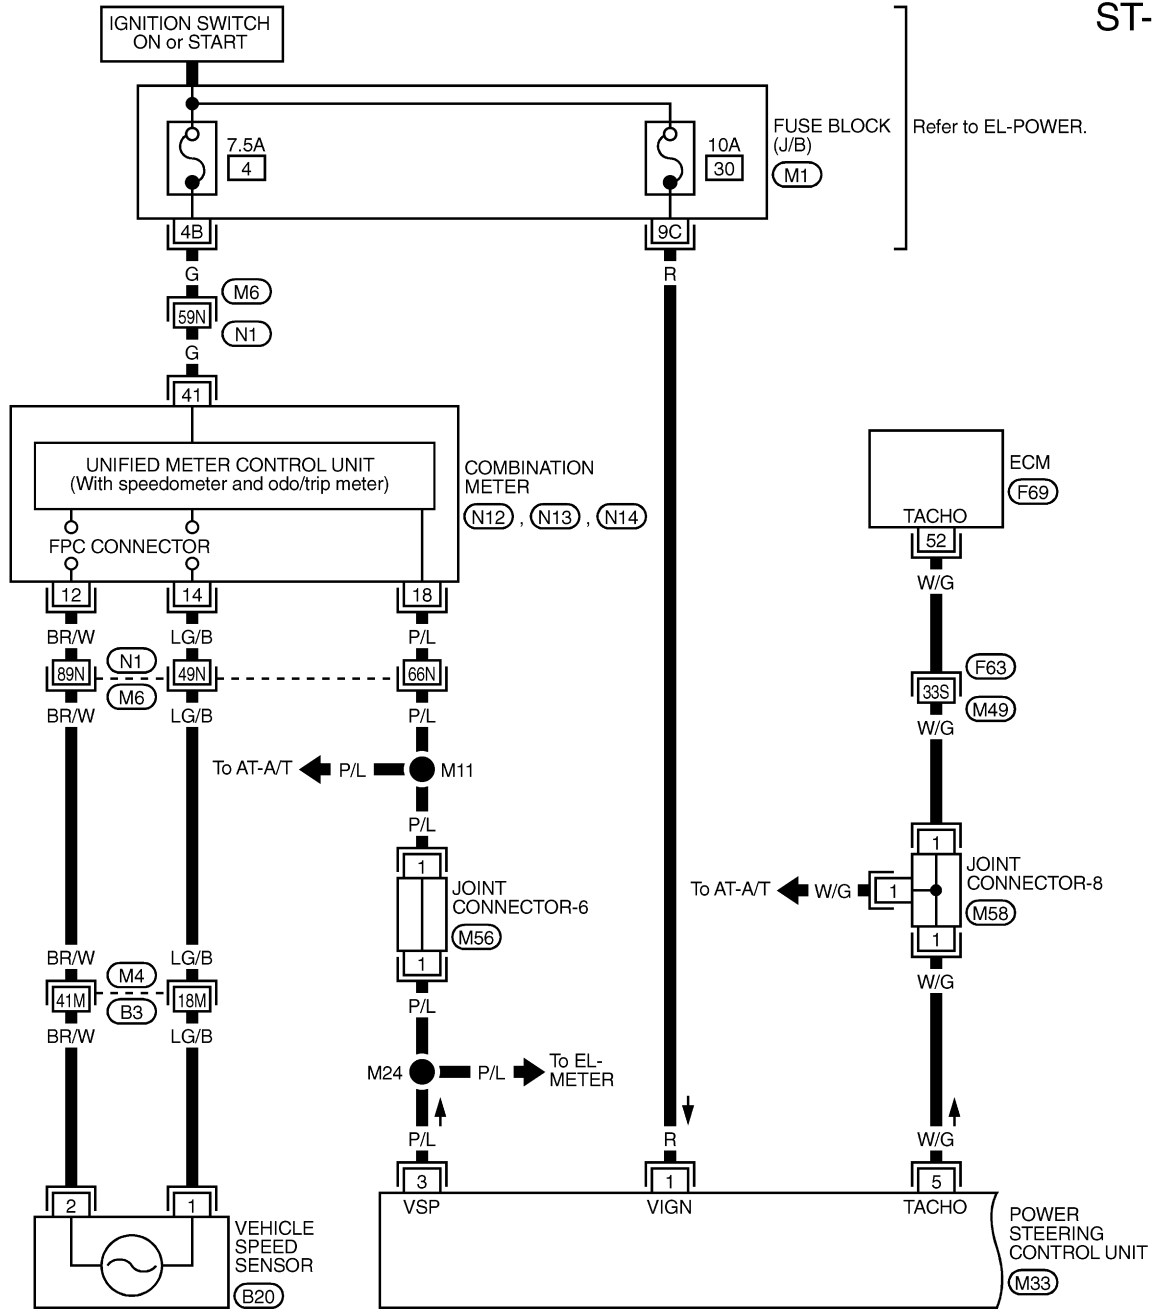 ST-
IGNITION SWITCH
ON or START
7.5A
4
10A
30
FUSE BLOCK
(J/B)
M1
Refer to EL-POWER.
4B
9C
G
R
M6
59N
N1
G
41
UNIFIED METER CONTROL UNIT
(With speedometer and odo/trip meter)
COMBINATION
METER
N12 , N13 , N14
FPC CONNECTOR
ECM
F69
TACHO
52
W/G
12
14
18
BR/W
LG/B
P/L
89N
N1
M6
49N
66N
BR/W
LG/B
P/L
F63
33S
M49
W/G
To AT-A/T
P/L
M11
P/L
1
JOINT
CONNECTOR-6
M56
1
P/L
1
JOINT
CONNECTOR-8
M58
To AT-A/T
W/G
1
1
W/G
BR/W
LG/B
M4
41M
18M
B3
BR/W
LG/B
M24
P/L
To EL-
METER
P/L
R
W/G
3
1
5
VSP
VIGN
TACHO
2
1
VEHICLE
SPEED
SENSOR
B20
POWER
STEERING
CONTROL UNIT
M33